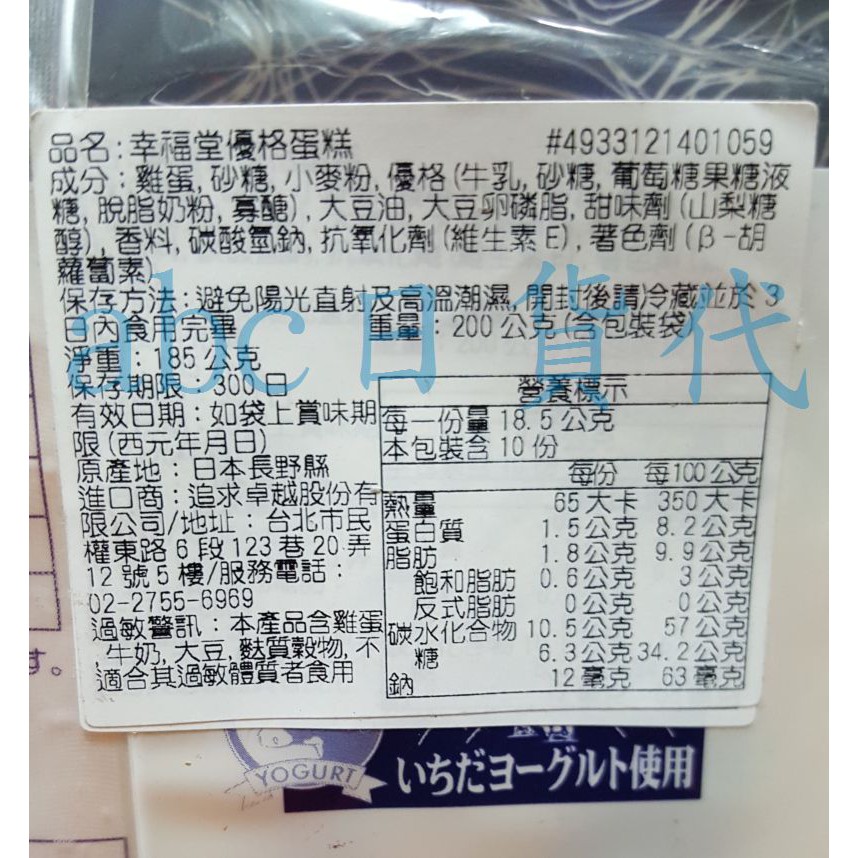 品名:幸福堂優格蛋糕 #4933121401059
成分:雞蛋,砂糖,小麥粉,優格(牛乳,砂糖,葡萄糖果糖液
糖,脫脂奶粉,寡醣),大豆油,大豆卵磷脂,甜味劑(山梨糖
醇),香料,碳酸氫鈉,抗氧化劑(維生素E),著色劑(β-胡
蘿蔔素)
保存方法:避免陽光直射及高溫潮濕,開封後請冷藏並於3
日內食用完畢 重量:200公克(含包裝袋)
淨重:185公克
保存期限:300日
有效日期:如袋上賞味期
限(西元年月日)
原產地:日本長野縣
進口商:追求卓越股份有
限公司/地址:台北市民
權東路6段123巷20弄
12號5樓/服務電話:
02-2755-6969
過敏警訊:本產品含雞蛋
,牛奶,大豆,麩質穀物,不
適合其過敏體質者食用
營養標示
每一份量18.5公克
本包裝含10份
每份 每100公克
熱量 65大卡 350大卡
蛋白質 1.5公克 8.2公克
脂肪 1.8公克 9.9公克
飽和脂肪 0.6公克 3公克
反式脂肪 0公克 0公克
碳水化合物 10.5公克 57公克
糖 6.3公克 34.2公克
鈉 12毫克 63毫克
abc日貨代
す。
YOGURT
いちだヨーグルト使用